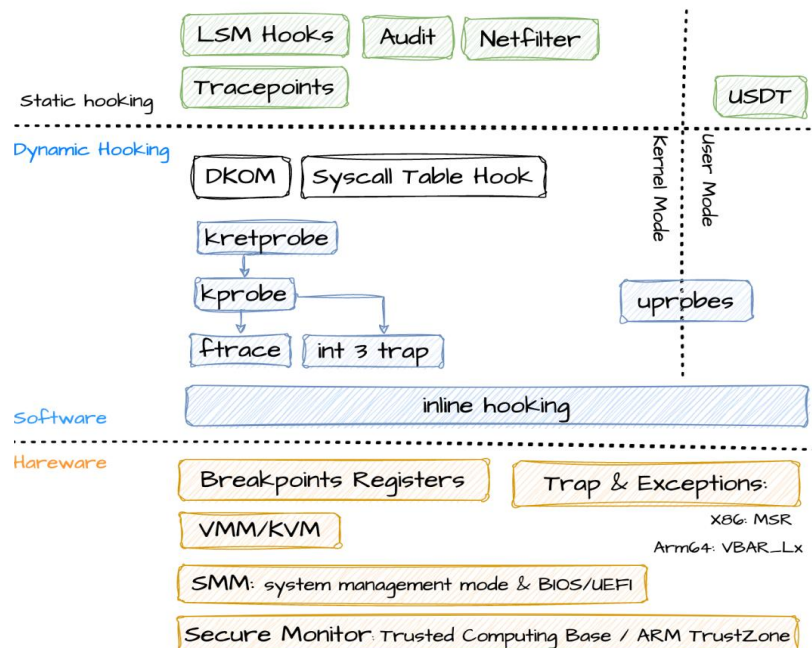 LSM Hooks
Audit
Netfilter
Tracepoints
Static hooking
USDT
Dynamic Hooking
Kernel Mode
User Mode
DKOM
Syscall Table Hook
kretprobe
kprobe
uprobes
ftrace
int 3 trap
inline hooking
Software
Hareware
Breakpoints Registers
Trap & Exceptions:
VMM/KVM
X86: MSR
Arm64: VBAR_Lx
SMM: system management mode & BIOS/UEFI
Secure Monitor: Trusted Computing Base / ARM TrustZone